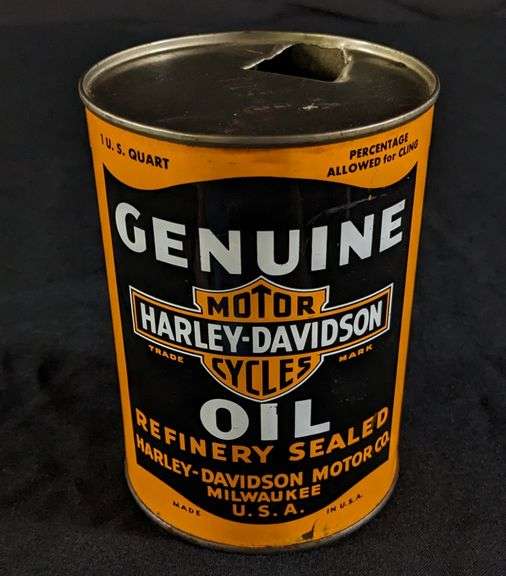 1 U. S. QUART
PERCENTAGE
ALLOWED for CLING
GENUINE
MOTOR
HARLEY-DAVIDSON
TRADE MARK
CYCLES
OIL
REFINERY SEALED
HARLEY-DAVIDSON MOTOR CO.
MILWAUKEE
U. S. A.
MADE IN U.S.A.